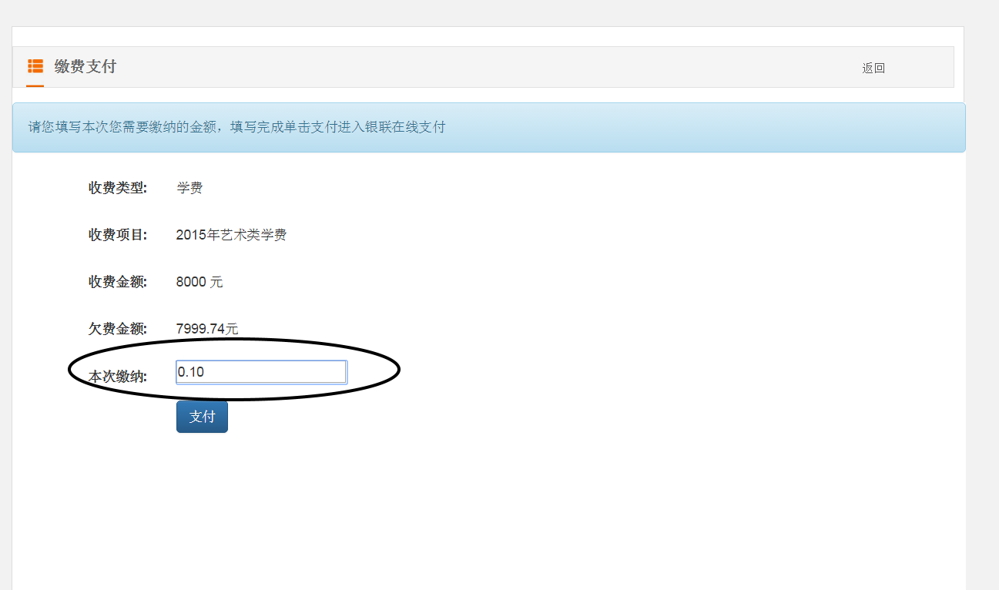 缴费支付 返回
请您填写本次您需要缴纳的金额，填写完成单击支付进入银联在线支付
收费类型: 学费
收费项目: 2015年艺术类学费
收费金额: 8000 元
欠费金额: 7999.74元
本次缴纳: 0.10
支付